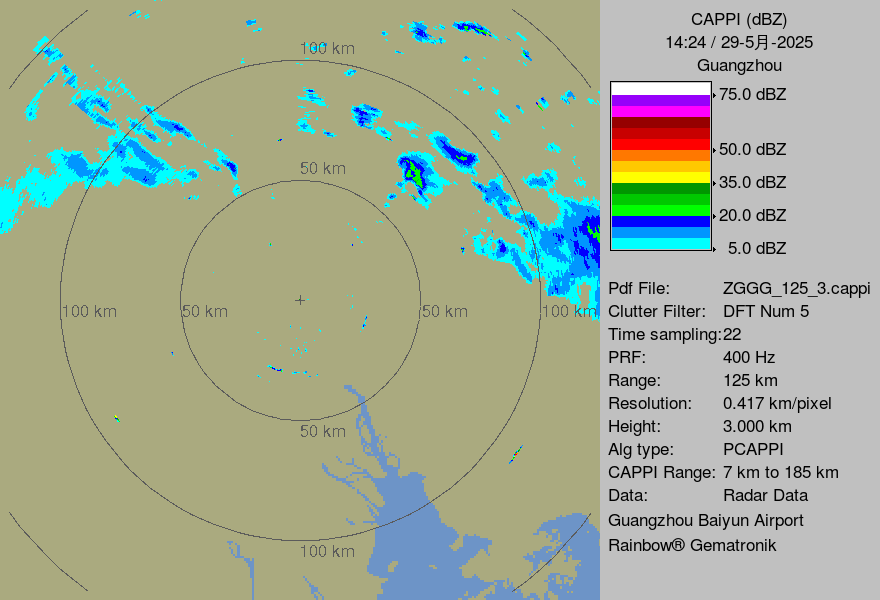 CAPPI (dBZ)
14:24 / 29-5月-2025
Guangzhou
75.0 dBZ
50.0 dBZ
35.0 dBZ
20.0 dBZ
5.0 dBZ
100 km
50 km
100 km
50 km
50 km
100 km
50 km
100 km
Pdf File: ZGGG_125_3.cappi
Clutter Filter: DFT Num 5
Time sampling: 22
PRF: 400 Hz
Range: 125 km
Resolution: 0.417 km/pixel
Height: 3.000 km
Alg type: PCAPPI
CAPPI Range: 7 km to 185 km
Data: Radar Data
Guangzhou Baiyun Airport
Rainbow® Gematronik